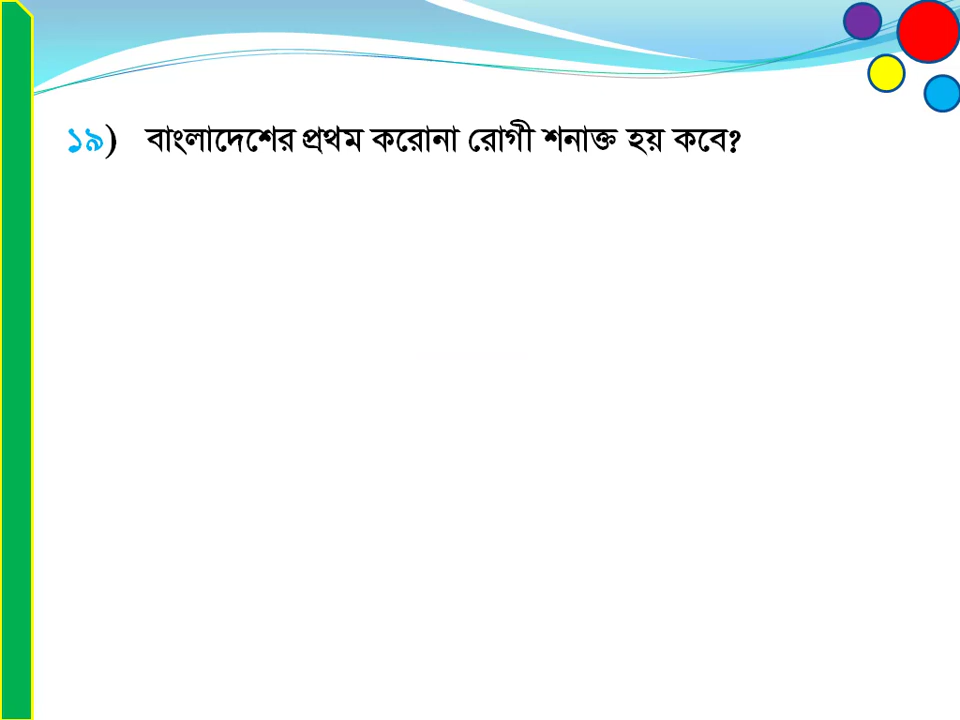 ১৯) বাংলাদেশের প্রথম করোনা রোগী শনাক্ত হয় কবে?